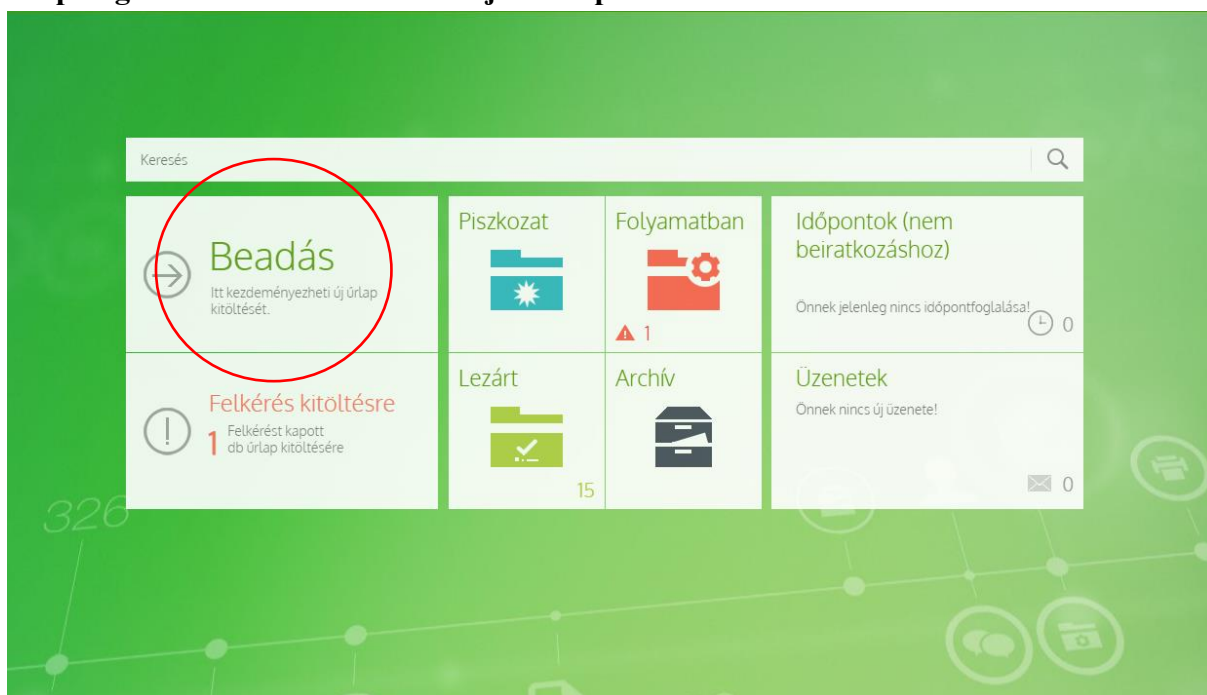 Keresés
Beadás
Itt kezdeményezheti új űrlap
kitöltését.
Piszkozat
Folyamatban
1
Időpontok (nem
beiratkozáshoz)
Önnek jelenleg nincs időpontfoglalása!
0
Felkérés kitöltésre
1 Felkérést kapott
db űrlap kitöltésére
Lezárt
15
Archív
Üzenetek
Önnek nincs új üzenete!
0
326